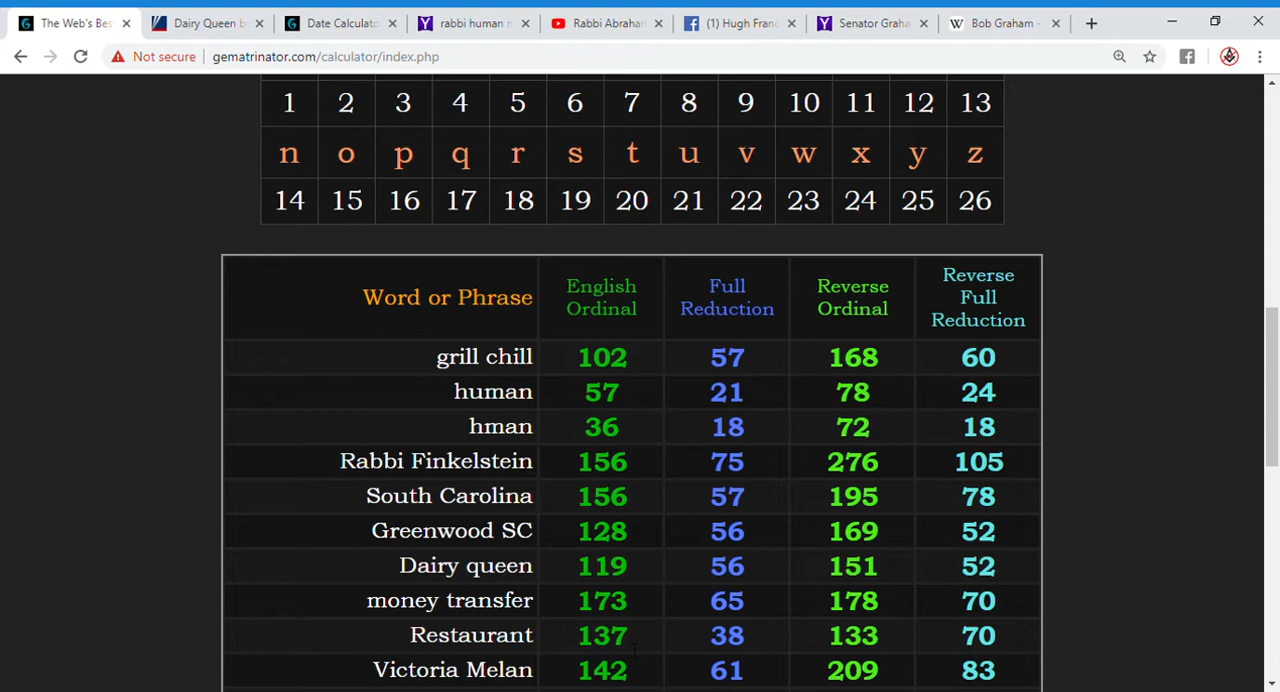 The Web's Bes
Dairy Queen b
Date Calculato
rabbi human m
Rabbi Abraham
(1) Hugh Franc
Senator Graha
Bob Graham -
Not secure gematrinator.com/calculator/index.php
1 2 3 4 5 6 7 8 9 10 11 12 13
n o p q r s t u v w x y z
14 15 16 17 18 19 20 21 22 23 24 25 26
Word or Phrase English Ordinal Full Reduction Reverse Ordinal Reverse Full Reduction
grill chill 102 57 168 60
human 57 21 78 24
hman 36 18 72 18
Rabbi Finkelstein 156 75 276 105
South Carolina 156 57 195 78
Greenwood SC 128 56 169 52
Dairy queen 119 56 151 52
money transfer 173 65 178 70
Restaurant 137 38 133 70
Victoria Melan 142 61 209 83